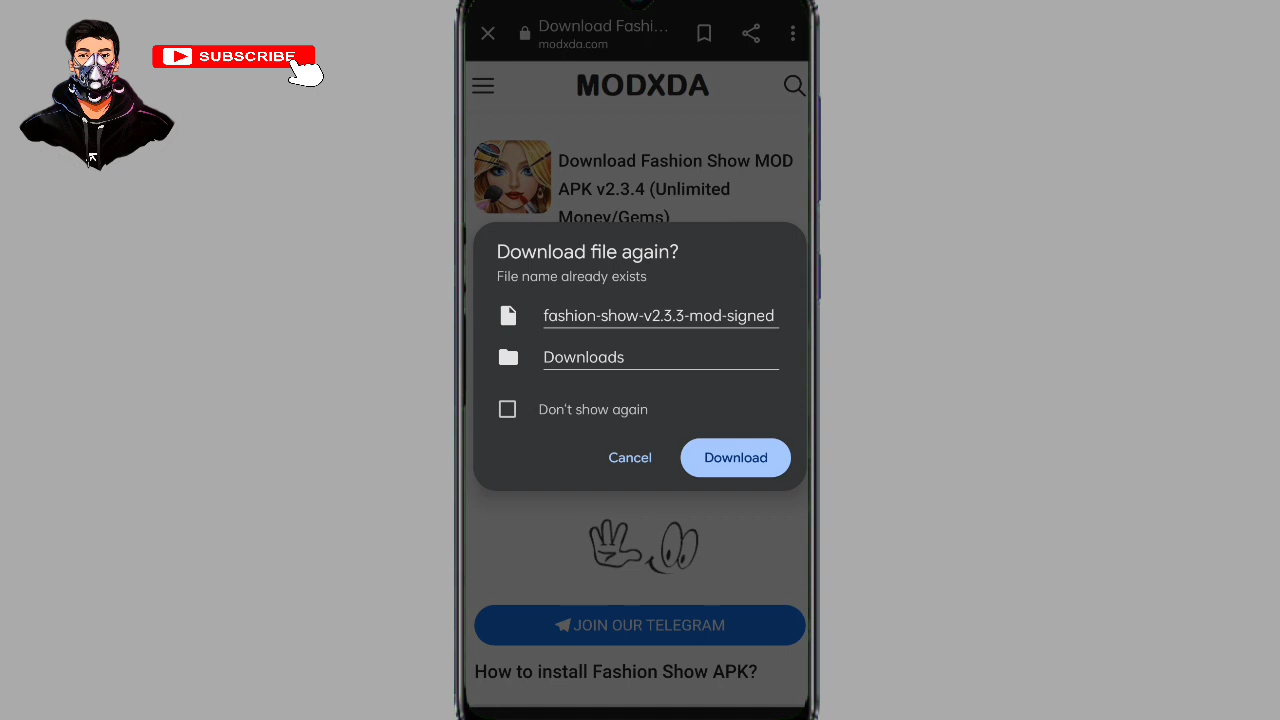 SUBSCRIBE
K
Download Fashi...
modxda.com
MODXDA
Download Fashion Show MOD
APK v2.3.4 (Unlimited
Money/Gems)
Download file again?
File name already exists
fashion-show-v2.3.3-mod-signed
Downloads
Don't show again
Cancel
Download
JOIN OUR TELEGRAM
How to install Fashion Show APK?